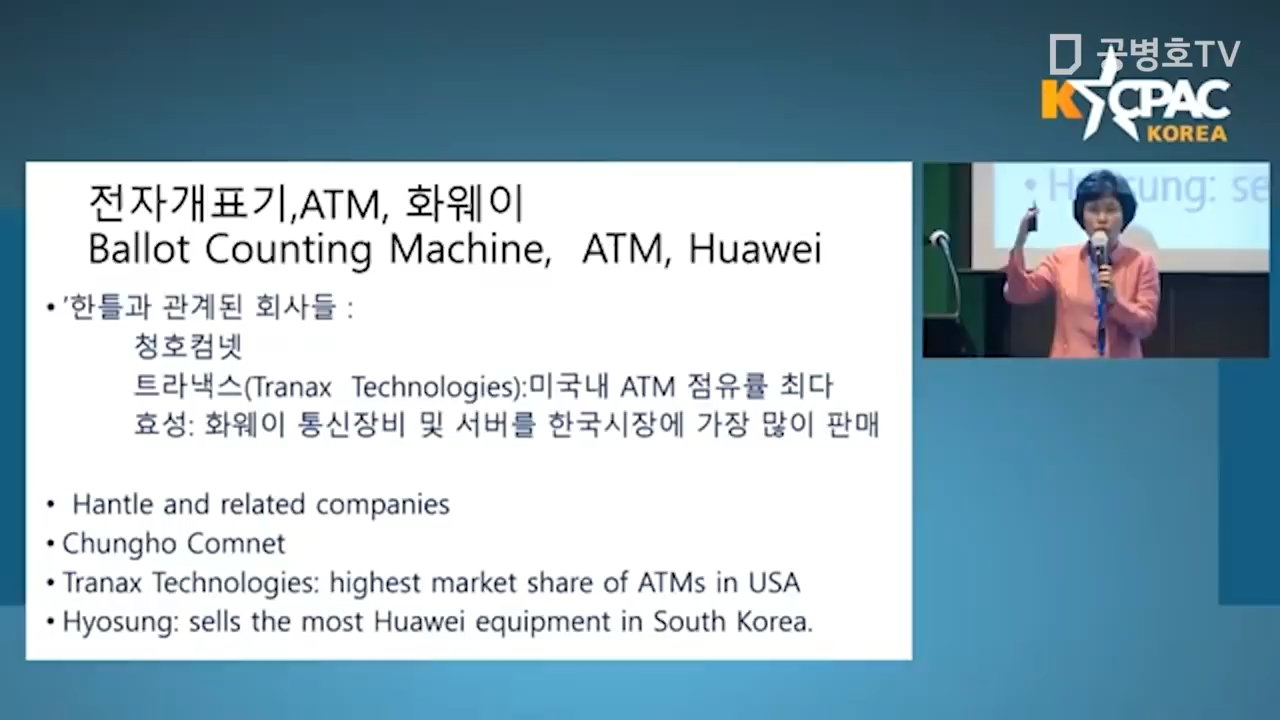 공병호TV
KCPAC
KOREA
전자개표기,ATM, 화웨이
Ballot Counting Machine, ATM, Huawei
• '한틀과 관계된 회사들 :
청호컴넷
트라낵스(Tranax Technologies):미국내 ATM 점유률 최다
효성: 화웨이 통신장비 및 서버를 한국시장에 가장 많이 판매
• Hantle and related companies
• Chungho Comnet
• Tranax Technologies: highest market share of ATMs in USA
• Hyosung: sells the most Huawei equipment in South Korea.
• Hyosung: se